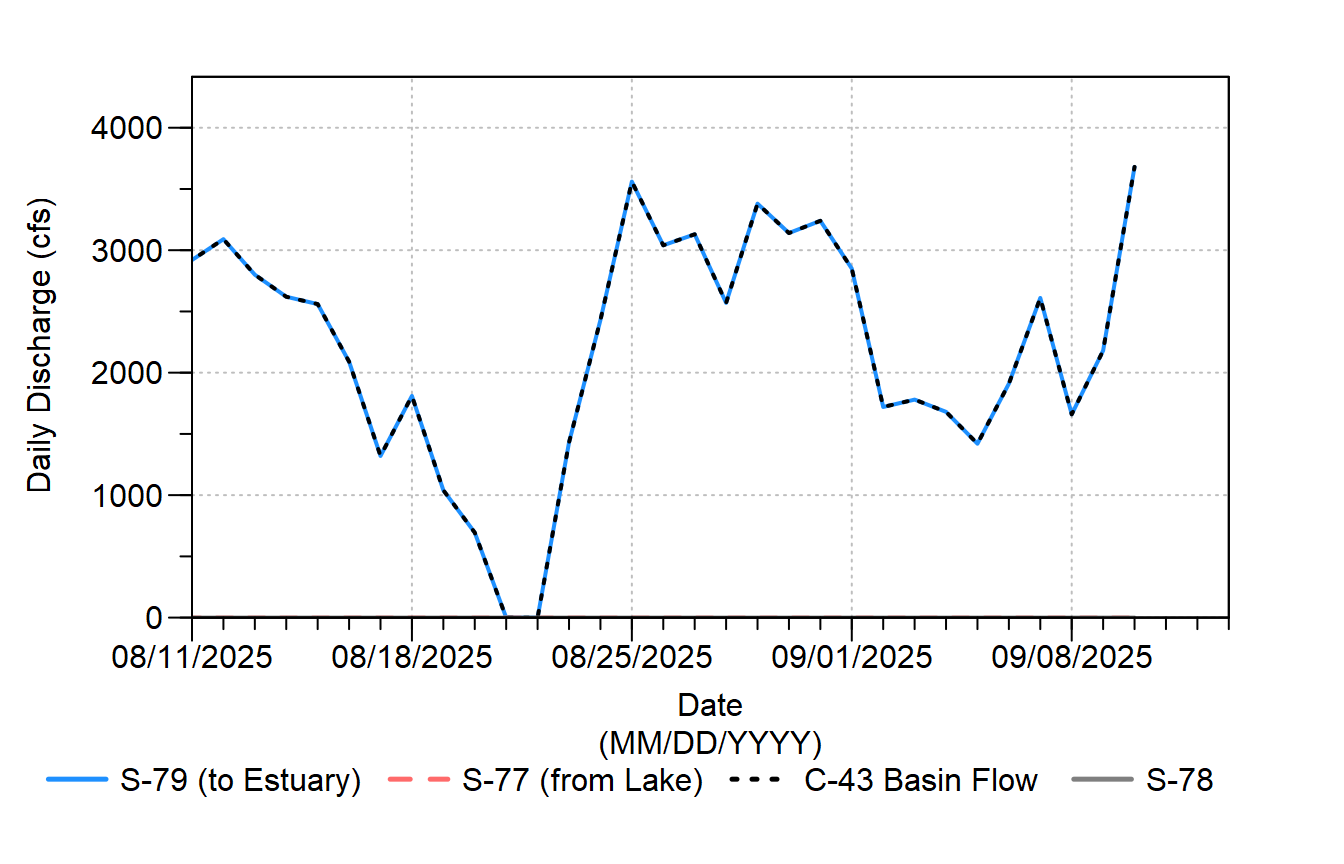 Daily Discharge (cfs)
4000
3000
2000
1000
0
08/11/2025 08/18/2025 08/25/2025 09/01/2025 09/08/2025
Date
(MM/DD/YYYY)
S-79 (to Estuary) S-77 (from Lake) C-43 Basin Flow S-78